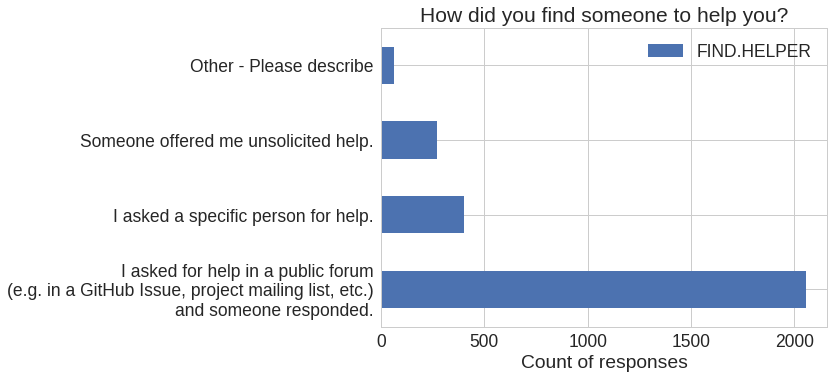 How did you find someone to help you?
FIND.HELPER
Other - Please describe
Someone offered me unsolicited help.
I asked a specific person for help.
I asked for help in a public forum
(e.g. in a GitHub Issue, project mailing list, etc.)
and someone responded.
0 500 1000 1500 2000
Count of responses